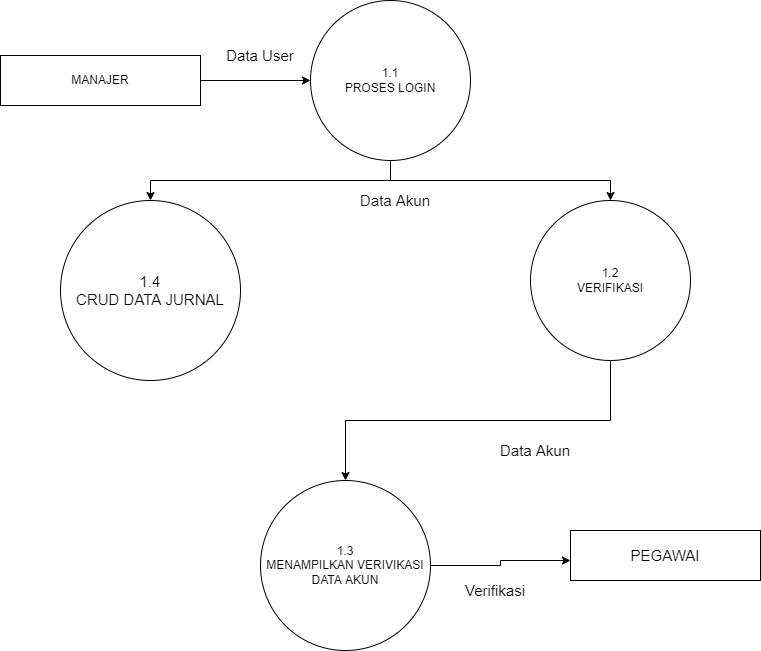 Data User
MANAJER
1.1
PROSES LOGIN
Data Akun
1.4
CRUD DATA JURNAL
1.2
VERIFIKASI
Data Akun
1.3
MENAMPILKAN VERIVIKASI
DATA AKUN
PEGAWAI
Verifikasi